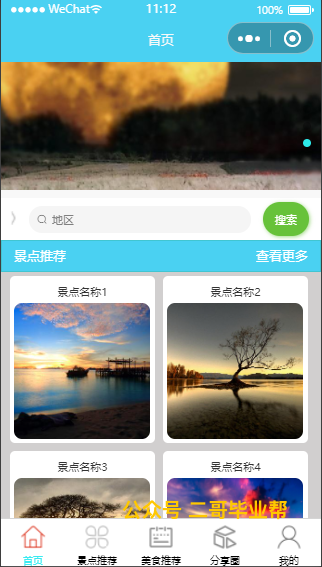 WeChat 11:12 100%
首页
地区 搜索
景点推荐 查看更多
景点名称1 景点名称2
景点名称3 景点名称4
公众号 二哥毕业帮
首页 景点推荐 美食推荐 分享圈 我的